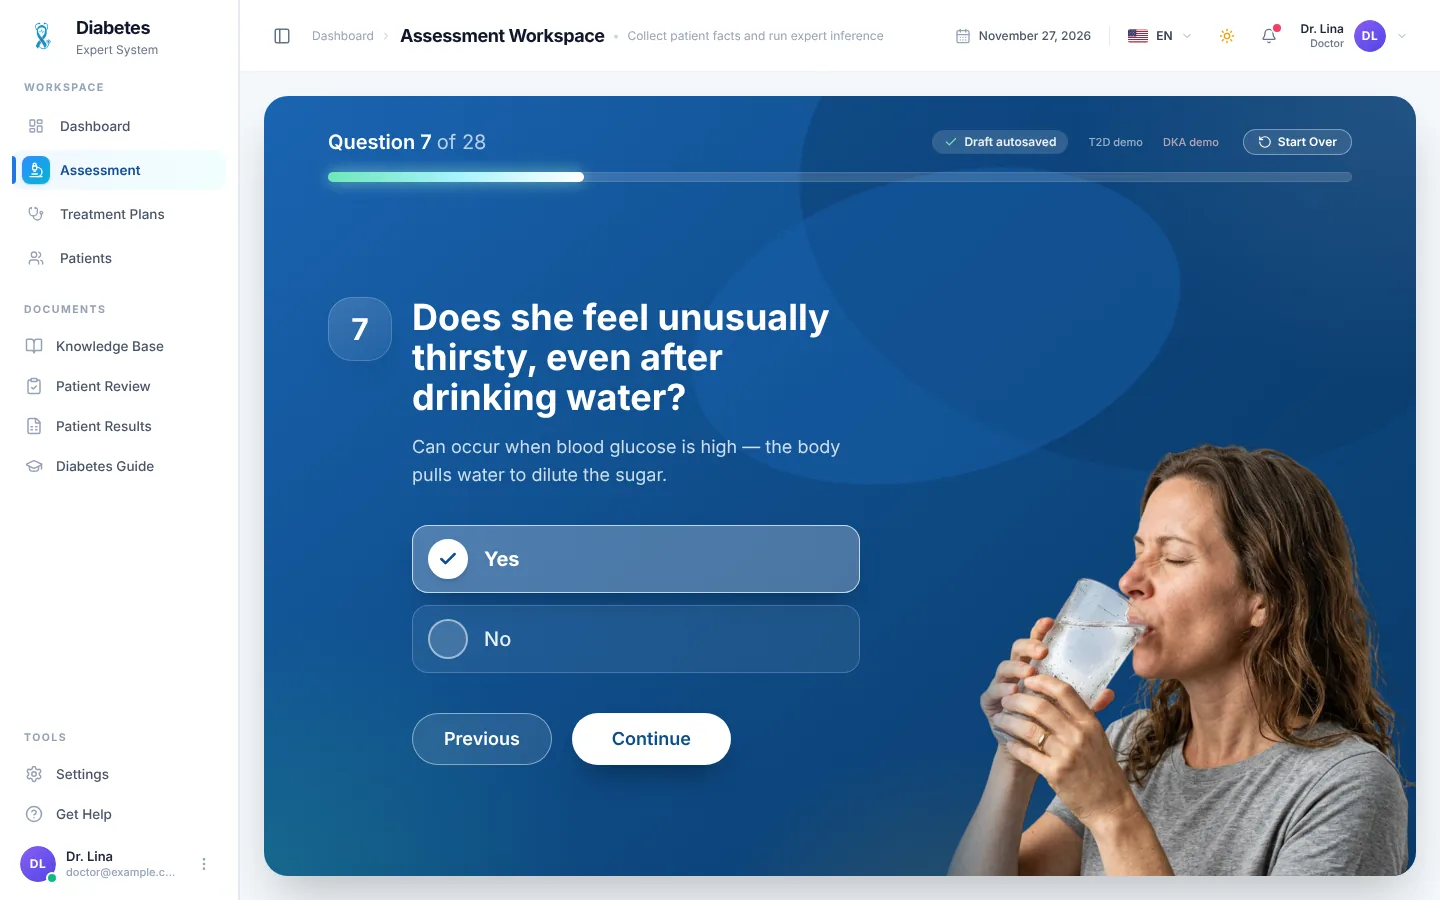 Diabetes
Expert System
WORKSPACE
Dashboard
Assessment
Treatment Plans
Patients
DOCUMENTS
Knowledge Base
Patient Review
Patient Results
Diabetes Guide
TOOLS
Settings
Get Help
DL
Dr. Lina
doctor@example.c...
Dashboard
Assessment Workspace
Collect patient facts and run expert inference
November 27, 2026
EN
Dr. Lina
Doctor
DL
Question 7 of 28
Draft autosaved
T2D demo
DKA demo
Start Over
7
Does she feel unusually
thirsty, even after
drinking water?
Can occur when blood glucose is high — the body
pulls water to dilute the sugar.
Yes
No
Previous
Continue